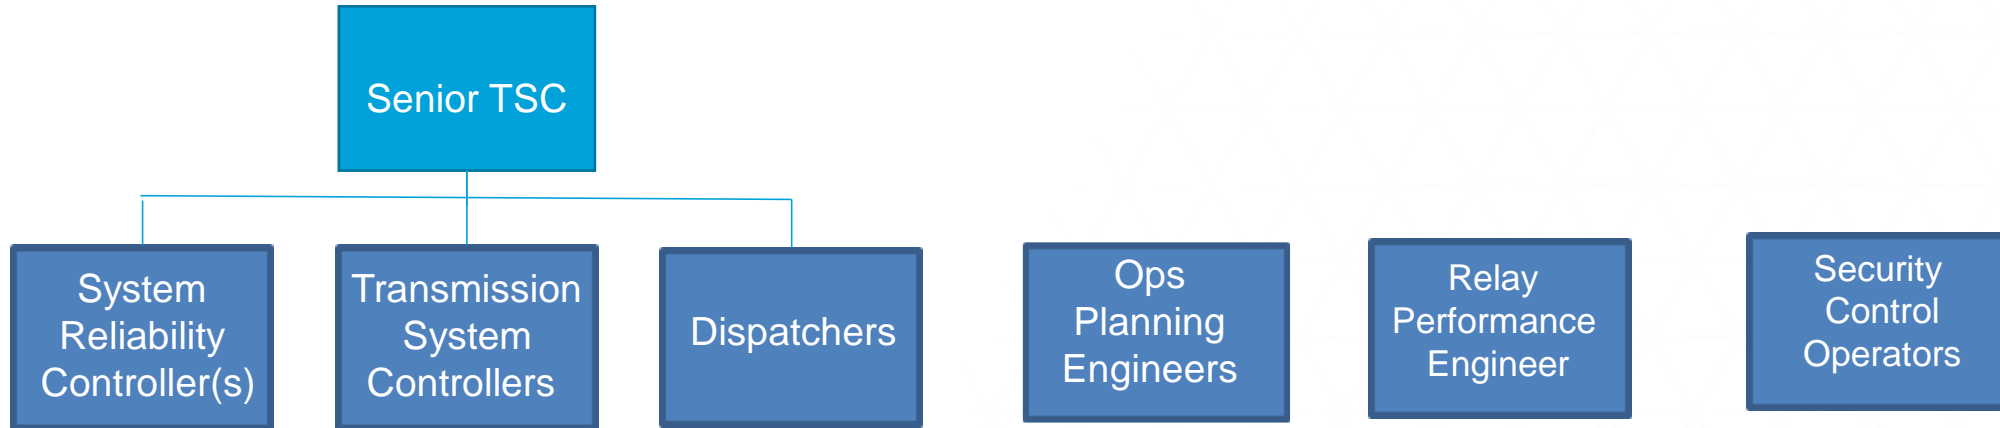 Senior TSC
System
Reliability
Controller(s)
Transmission
System
Controllers
Dispatchers
Ops
Planning
Engineers
Relay
Performance
Engineer
Security
Control
Operators